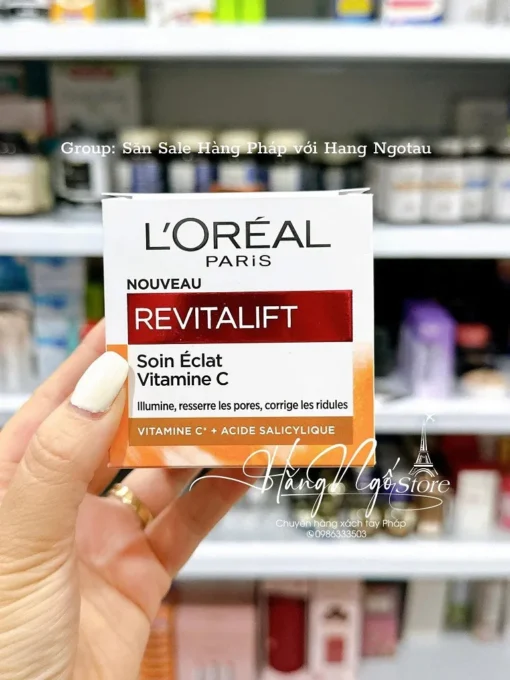 Group: Săn Sale Hàng Pháp với Hang Ngotau
L'ORÉAL
PARIS
NOUVEAU
REVITALIFT
Soin Éclat
Vitamine C
Illumine, resserre les pores, corrige les ridules
VITAMINE C* + ACIDE SALICYLIQUE
Hằng Ngố Store
Chuyên hàng xách tay Pháp
0986333503